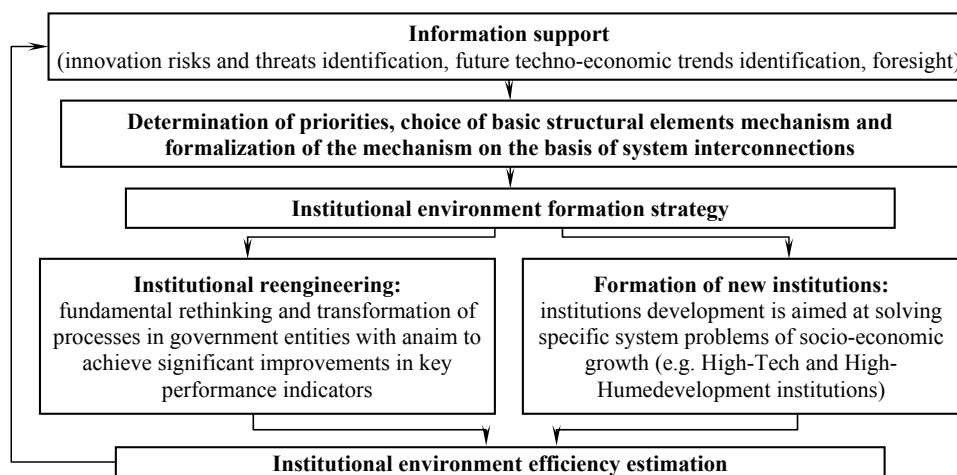 Information support
(innovation risks and threats identification, future techno-economic trends identification, foresight)
Determination of priorities, choice of basic structural elements mechanism and
formalization of the mechanism on the basis of system interconnections
Institutional environment formation strategy
Institutional reengineering:
fundamental rethinking and transformation of
processes in government entities with anaim to
achieve significant improvements in key
performance indicators
Formation of new institutions:
institutions development is aimed at solving
specific system problems of socio-economic
growth (e.g. High-Tech and High-
Humedevelopment institutions)
Institutional environment efficiency estimation